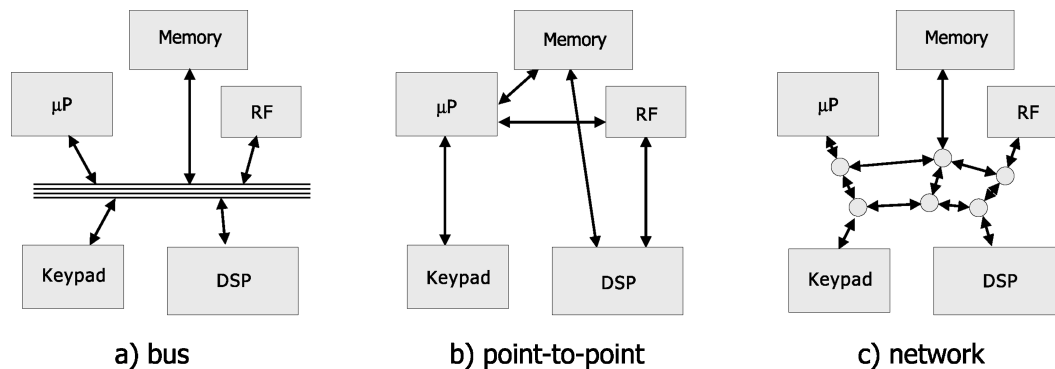 Memory
μP
RF
Keypad
DSP
a) bus
Memory
μP
RF
Keypad
DSP
b) point-to-point
Memory
μP
RF
Keypad
DSP
c) network